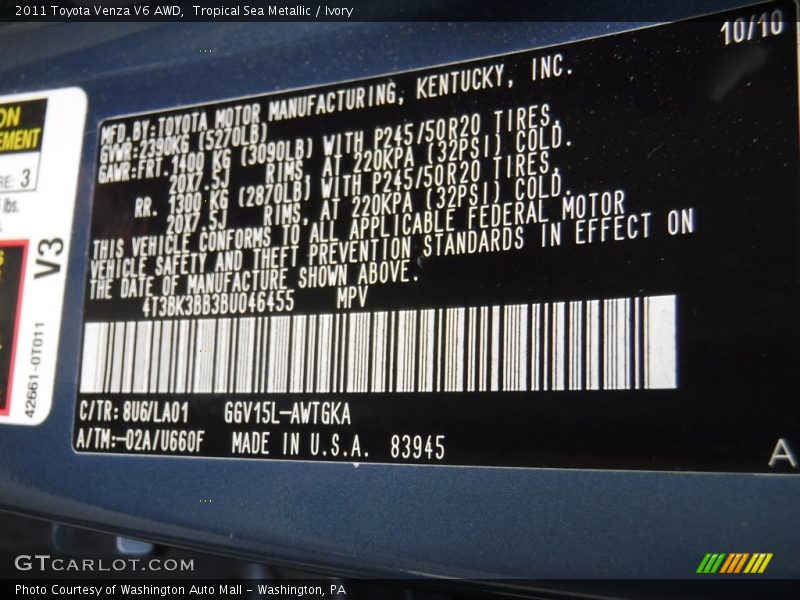 2011 Toyota Venza V6 AWD,  Tropical Sea Metallic / Ivory
10/10
MFD. BY: TOYOTA MOTOR MANUFACTURING, KENTUCKY, INC.
GVWR: 2390KG (5270LB)
GAWR: FRT. 1400 KG (3090LB) WITH P245/50R20 TIRES,
20X7.5J RIMS, AT 220KPA (32PSI) COLD.
RR. 1300 KG (2870LB) WITH P245/50R20 TIRES,
20X7.5J RIMS, AT 220KPA (32PSI) COLD.
THIS VEHICLE CONFORMS TO ALL APPLICABLE FEDERAL MOTOR
VEHICLE SAFETY AND THEFT PREVENTION STANDARDS IN EFFECT ON
THE DATE OF MANUFACTURE SHOWN ABOVE.
4T3BK3BB3BU046455 MPV
C/TR: 8U6/LA01 GGV15L-AWTGKA
A/TM:-02A/U660F MADE IN U.S.A. 83945
A
ON
EMENT
RE: 3
lbs.
V3
42661-0T011
GTCARLOT.COM
Photo Courtesy of Washington Auto Mall - Washington, PA